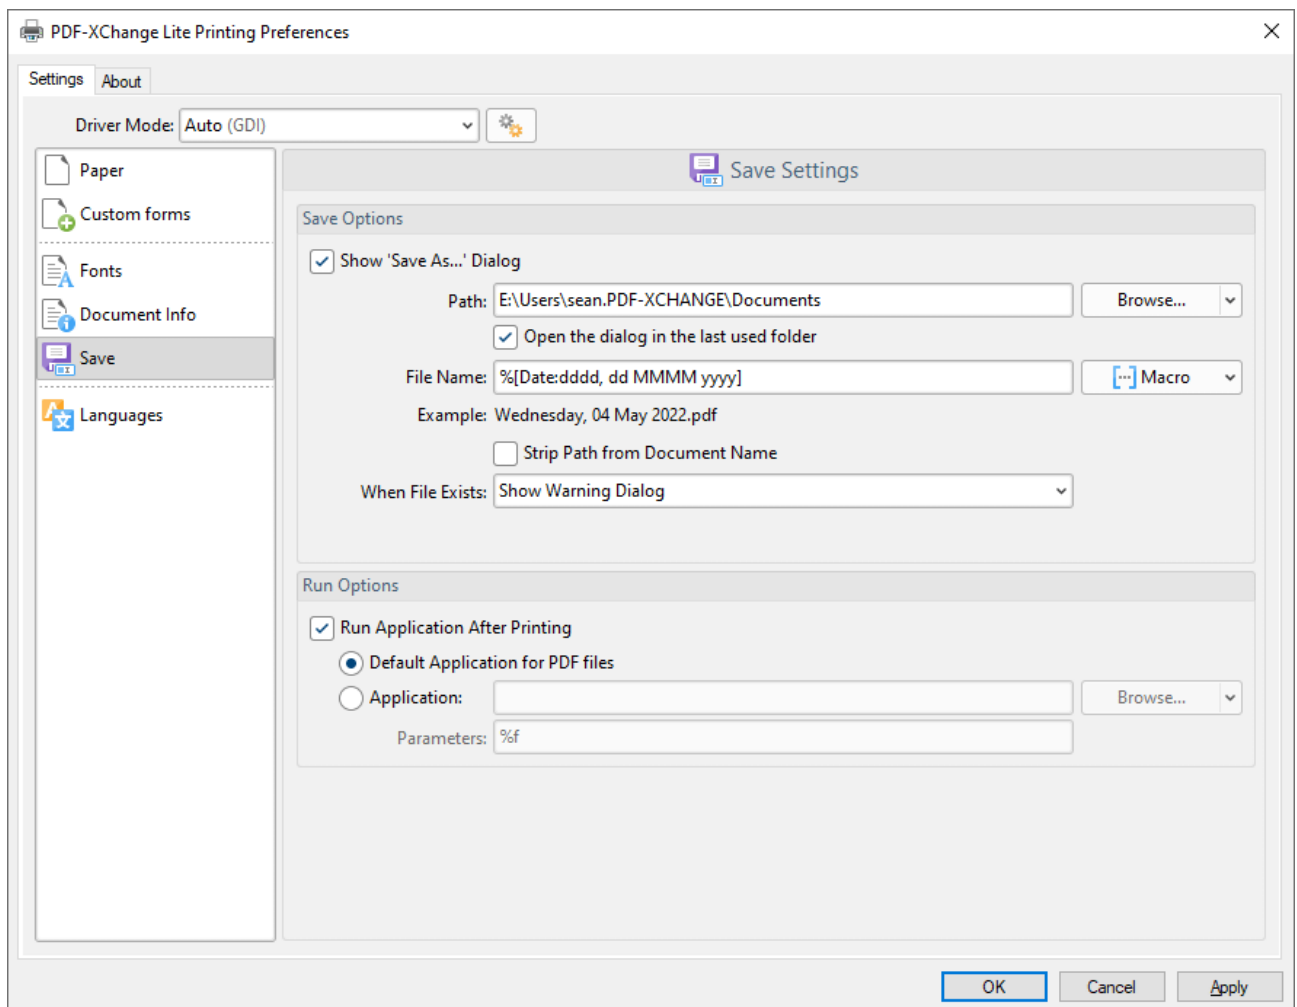 PDF-XChange Lite Printing Preferences
Settings About
Driver Mode: Auto (GDI)
Paper
Custom forms
Fonts
Document Info
Save
Languages
Save Settings
Save Options
Show 'Save As...' Dialog
Path: E:\Users\sean.PDF-XCHANGE\Documents Browse...
Open the dialog in the last used folder
File Name: %[Date:dddd, dd MMMM yyyy] Macro
Example: Wednesday, 04 May 2022.pdf
Strip Path from Document Name
When File Exists: Show Warning Dialog
Run Options
Run Application After Printing
Default Application for PDF files
Application: Browse...
Parameters: %f
OK Cancel Apply